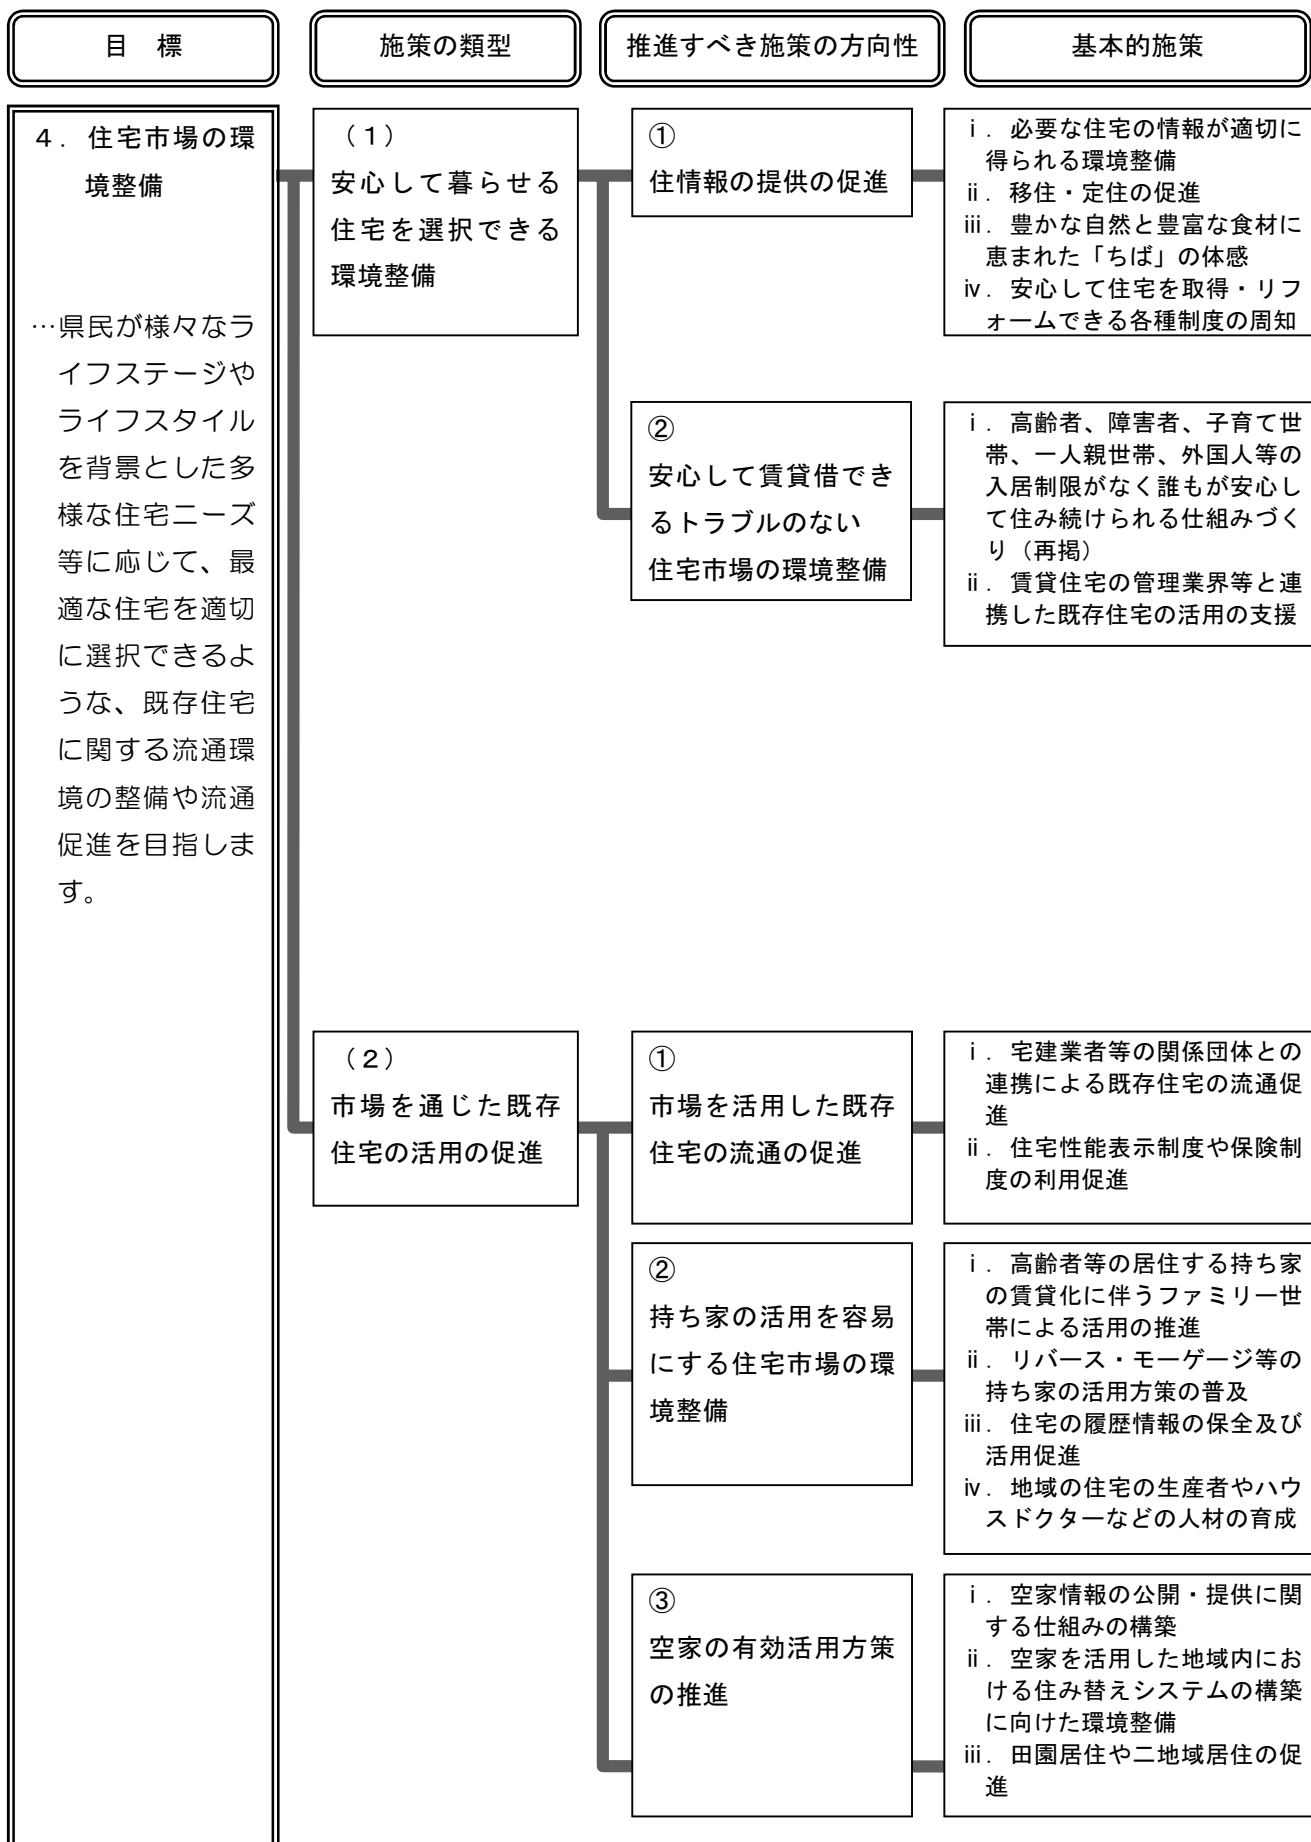 目　標
施策の類型
推進すべき施策の方向性
基本的施策
４．住宅市場の環
境整備
…県民が様々なラ
イフステージや
ライフスタイル
を背景とした多
様な住宅ニーズ
等に応じて、最
適な住宅を適切
に選択できるよ
うな、既存住宅
に関する流通環
境の整備や流通
促進を目指しま
す。
（１）
安心して暮らせる
住宅を選択できる
環境整備
①
住情報の提供の促進
ⅰ．必要な住宅の情報が適切に
得られる環境整備
ⅱ．移住・定住の促進
ⅲ．豊かな自然と豊富な食材に
恵まれた「ちば」の体感
ⅳ．安心して住宅を取得・リフ
ォームできる各種制度の周知
②
安心して賃貸借でき
るトラブルのない
住宅市場の環境整備
ⅰ．高齢者、障害者、子育て世
帯、一人親世帯、外国人等の
入居制限がなく誰もが安心し
て住み続けられる仕組みづく
り（再掲）
ⅱ．賃貸住宅の管理業界等と連
携した既存住宅の活用の支援
（２）
市場を通じた既存
住宅の活用の促進
①
市場を活用した既存
住宅の流通の促進
ⅰ．宅建業者等の関係団体との
連携による既存住宅の流通促
進
ⅱ．住宅性能表示制度や保険制
度の利用促進
②
持ち家の活用を容易
にする住宅市場の環
境整備
ⅰ．高齢者等の居住する持ち家
の賃貸化に伴うファミリー世
帯による活用の推進
ⅱ．リバース・モーゲージ等の
持ち家の活用方策の普及
ⅲ．住宅の履歴情報の保全及び
活用促進
ⅳ．地域の住宅の生産者やハウ
スドクターなどの人材の育成
③
空家の有効活用方策
の推進
ⅰ．空家情報の公開・提供に関
する仕組みの構築
ⅱ．空家を活用した地域内にお
ける住み替えシステムの構築
に向けた環境整備
ⅲ．田園居住や二地域居住の促
進